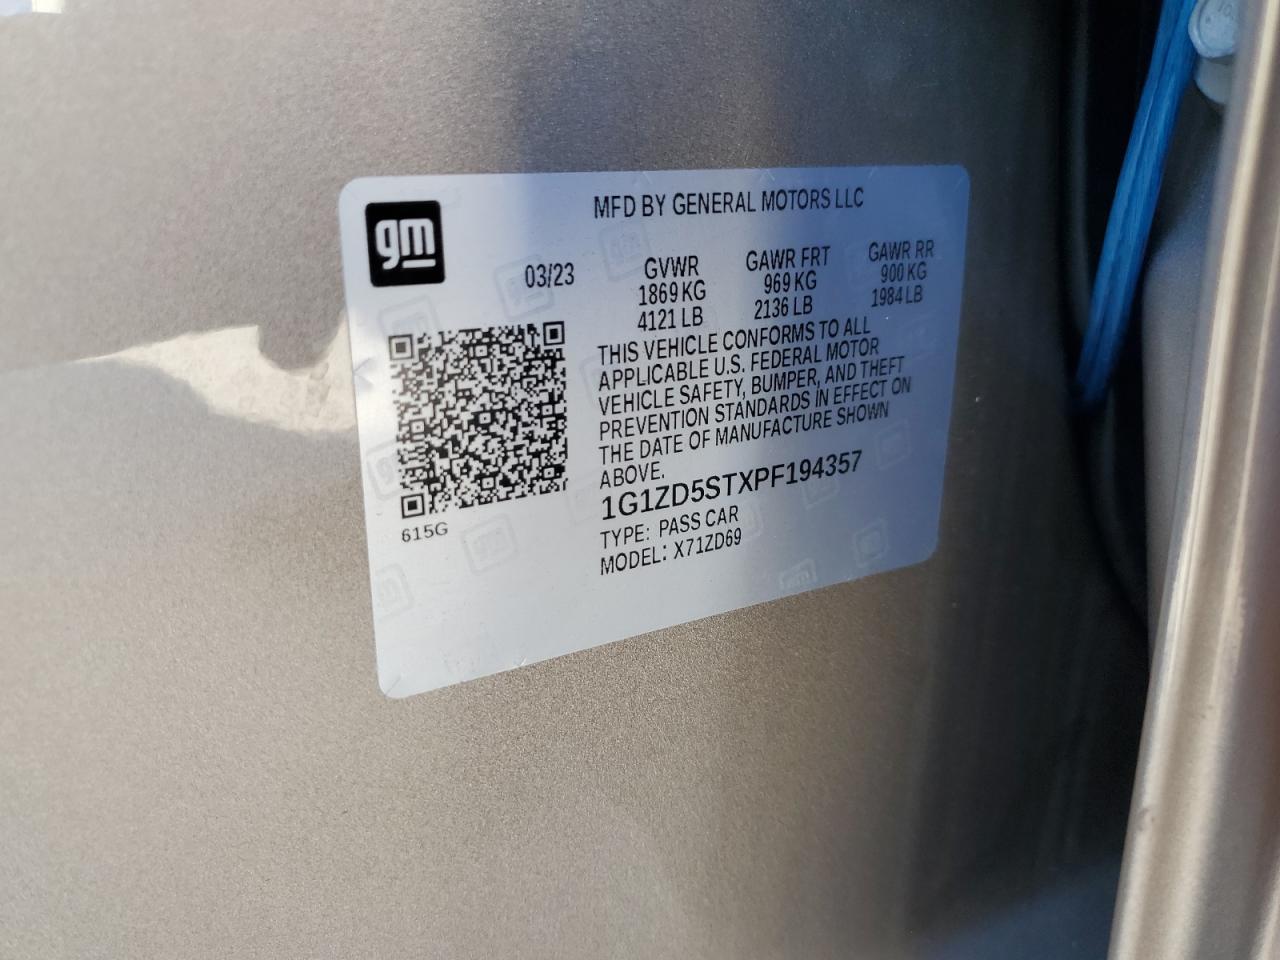 gm
MFD BY GENERAL MOTORS LLC
03/23
GVWR
1869 KG
4121 LB
GAWR FRT
969 KG
2136 LB
GAWR RR
900 KG
1984 LB
THIS VEHICLE CONFORMS TO ALL
APPLICABLE U.S. FEDERAL MOTOR
VEHICLE SAFETY, BUMPER, AND THEFT
PREVENTION STANDARDS IN EFFECT ON
THE DATE OF MANUFACTURE SHOWN
ABOVE.
1G1ZD5STXPF194357
TYPE: PASS CAR
MODEL: X71ZD69
615G